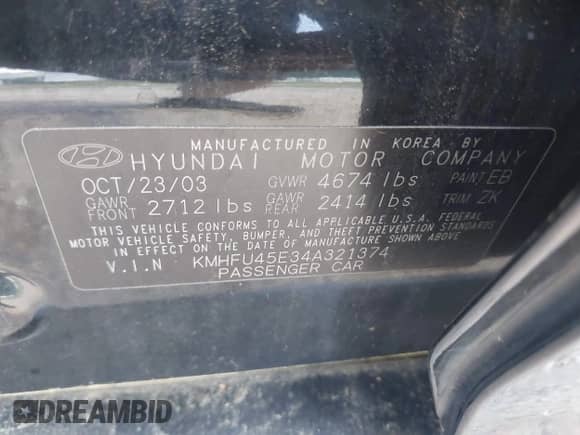 MANUFACTURED IN KOREA BY
HYUNDAI MOTOR COMPANY
OCT/23/03 GVWR 4674 lbs PAINT EB
GAWR FRONT 2712 lbs GAWR REAR 2414 lbs TRIM ZK
THIS VEHICLE CONFORMS TO ALL APPLICABLE U.S.A. FEDERAL
MOTOR VEHICLE SAFETY, BUMPER, AND THEFT PREVENTION STANDARDS
IN EFFECT ON THE DATE OF MANUFACTURE SHOWN ABOVE
V.I.N KMHFU45E34A321374
PASSENGER CAR
DREAMBID